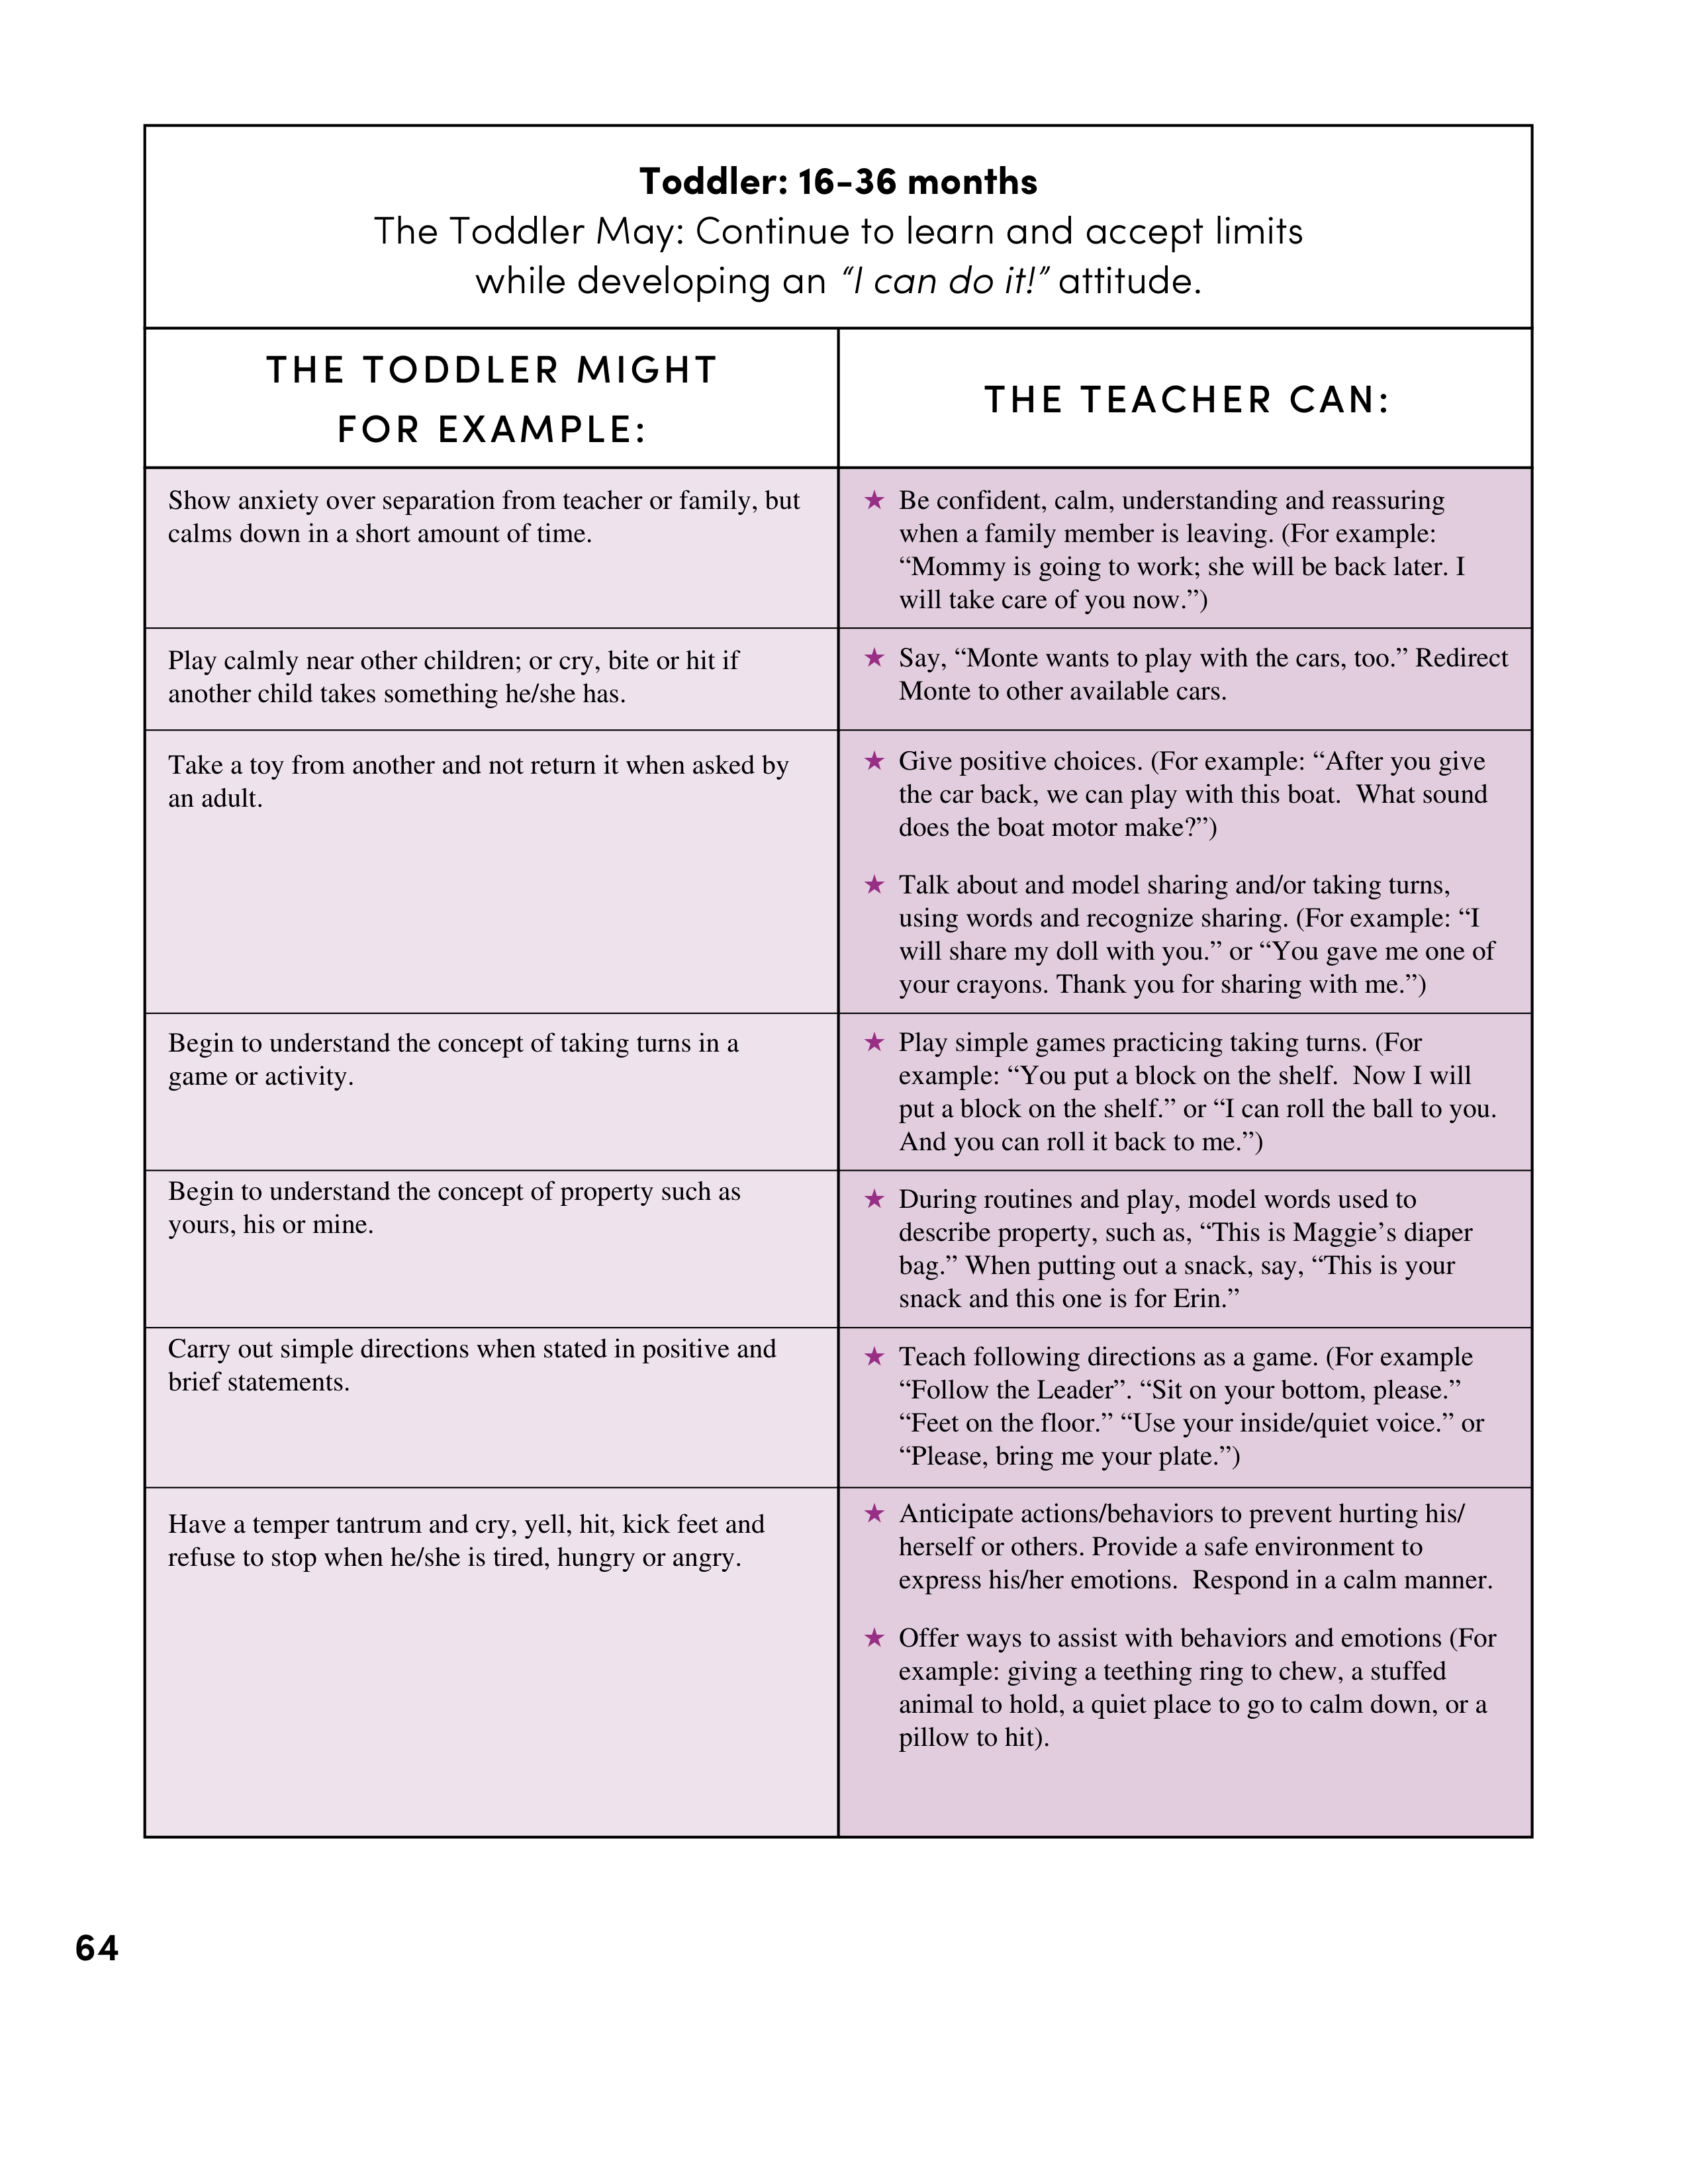 Toddler: 16-36 months
The Toddler May: Continue to learn and accept limits
while developing an “I can do it!” attitude.
THE TODDLER MIGHT
FOR EXAMPLE:
THE TEACHER CAN:
Show anxiety over separation from teacher or family, but
calms down in a short amount of time.
★ Be confident, calm, understanding and reassuring
when a family member is leaving. (For example:
“Mommy is going to work; she will be back later. I
will take care of you now.”)
Play calmly near other children; or cry, bite or hit if
another child takes something he/she has.
★ Say, “Monte wants to play with the cars, too.” Redirect
Monte to other available cars.
Take a toy from another and not return it when asked by
an adult.
★ Give positive choices. (For example: “After you give
the car back, we can play with this boat.  What sound
does the boat motor make?”)
★ Talk about and model sharing and/or taking turns,
using words and recognize sharing. (For example: “I
will share my doll with you.” or “You gave me one of
your crayons. Thank you for sharing with me.”)
Begin to understand the concept of taking turns in a
game or activity.
★ Play simple games practicing taking turns. (For
example: “You put a block on the shelf.  Now I will
put a block on the shelf.” or “I can roll the ball to you.
And you can roll it back to me.”)
Begin to understand the concept of property such as
yours, his or mine.
★ During routines and play, model words used to
describe property, such as, “This is Maggie’s diaper
bag.” When putting out a snack, say, “This is your
snack and this one is for Erin.”
Carry out simple directions when stated in positive and
brief statements.
★ Teach following directions as a game. (For example
“Follow the Leader”. “Sit on your bottom, please.”
“Feet on the floor.” “Use your inside/quiet voice.” or
“Please, bring me your plate.”)
Have a temper tantrum and cry, yell, hit, kick feet and
refuse to stop when he/she is tired, hungry or angry.
★ Anticipate actions/behaviors to prevent hurting his/
herself or others. Provide a safe environment to
express his/her emotions.  Respond in a calm manner.
★ Offer ways to assist with behaviors and emotions (For
example: giving a teething ring to chew, a stuffed
animal to hold, a quiet place to go to calm down, or a
pillow to hit).
64